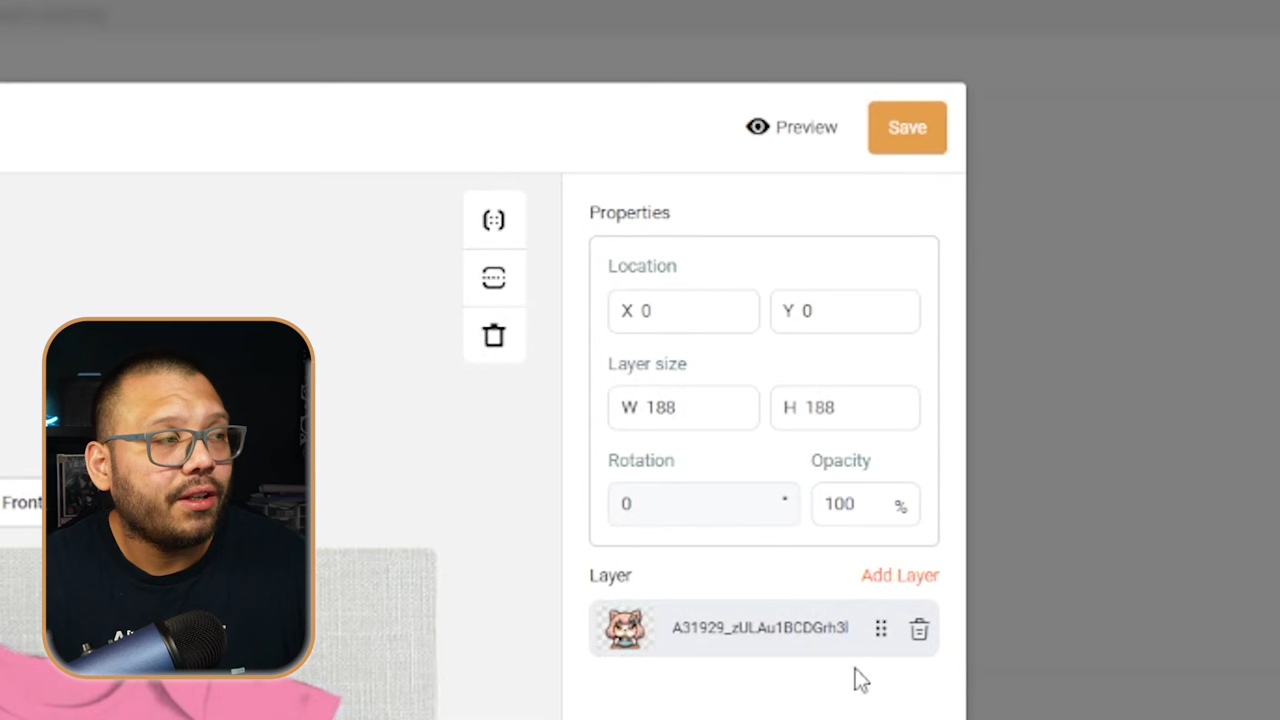 Preview
Save
Properties
Location
X 0
Y 0
Layer size
W 188
H 188
Rotation
Opacity
0 °
100 %
Front
Layer
Add Layer
A31929_zULAu1BCDGrh3l